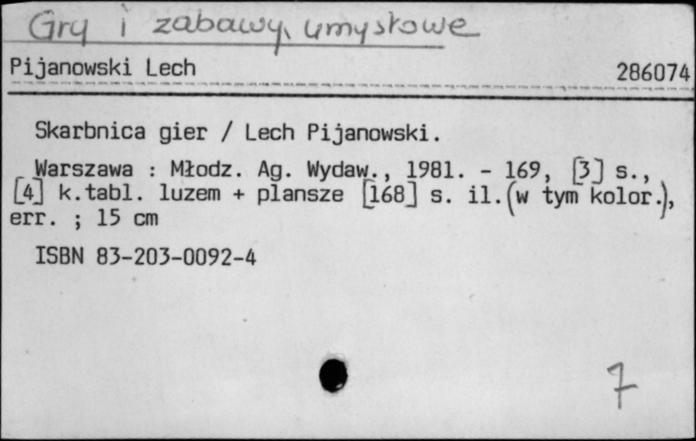 Gry i zabawy umysłowe
Pijanowski Lech 286074
Skarbnica gier / Lech Pijanowski.
Warszawa : Młodz. Ag. Wydaw., 1981. - 169, [3] s.,
[4] k.tabl. luzem + plansze [168] s. il.(w tym kolor.),
err. ; 15 cm
ISBN 83-203-0092-4
7